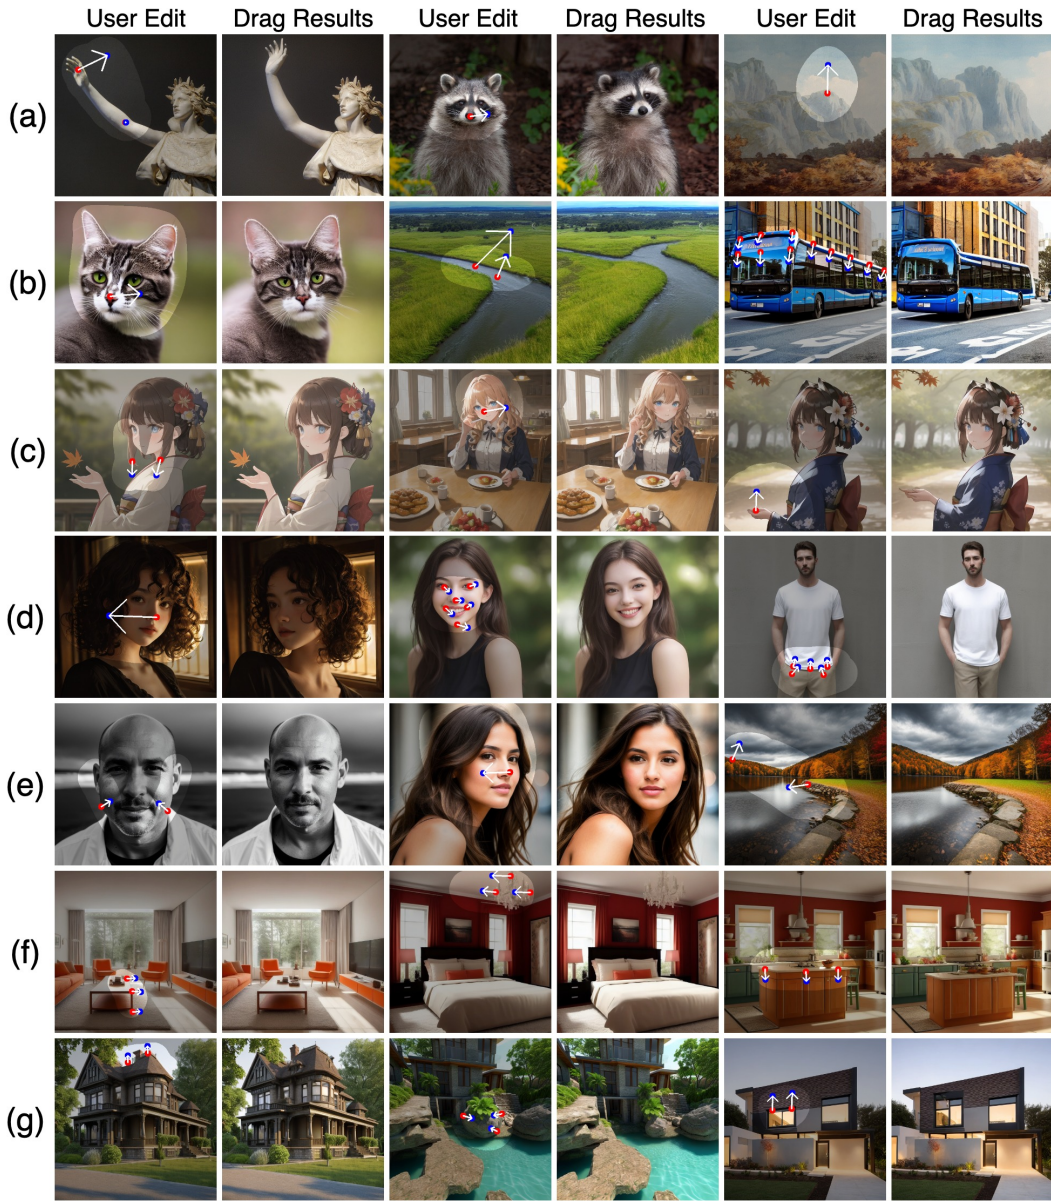 User Edit Drag Results User Edit Drag Results User Edit Drag Results
(a)
(b)
(c)
(d)
(e)
(f)
(g)